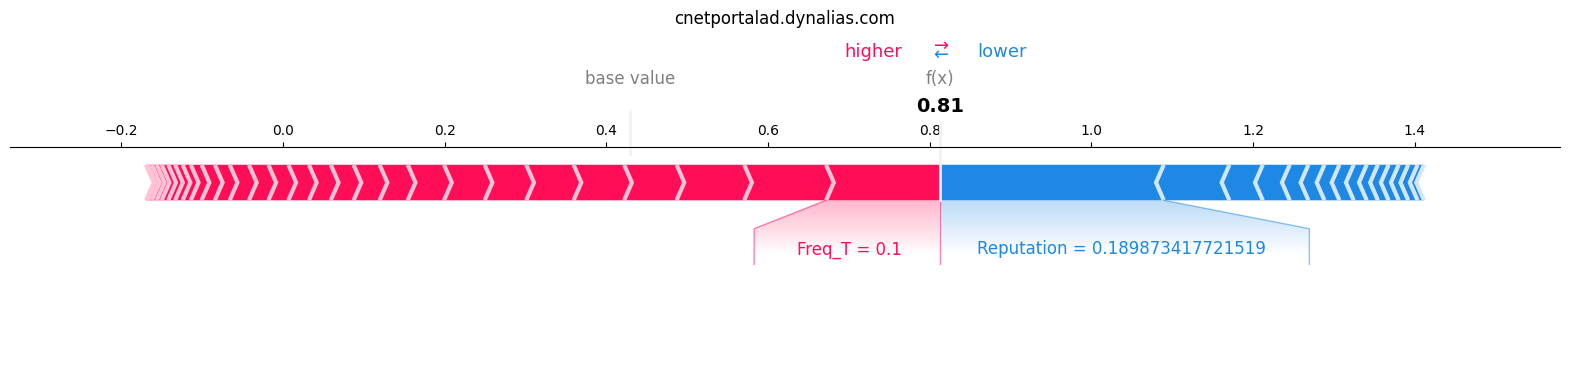 cnetportalad.dynalias.com
higher ⇄ lower
base value f(x)
0.81
−0.2 0.0 0.2 0.4 0.6 0.8 1.0 1.2 1.4
Freq_T = 0.1 Reputation = 0.189873417721519